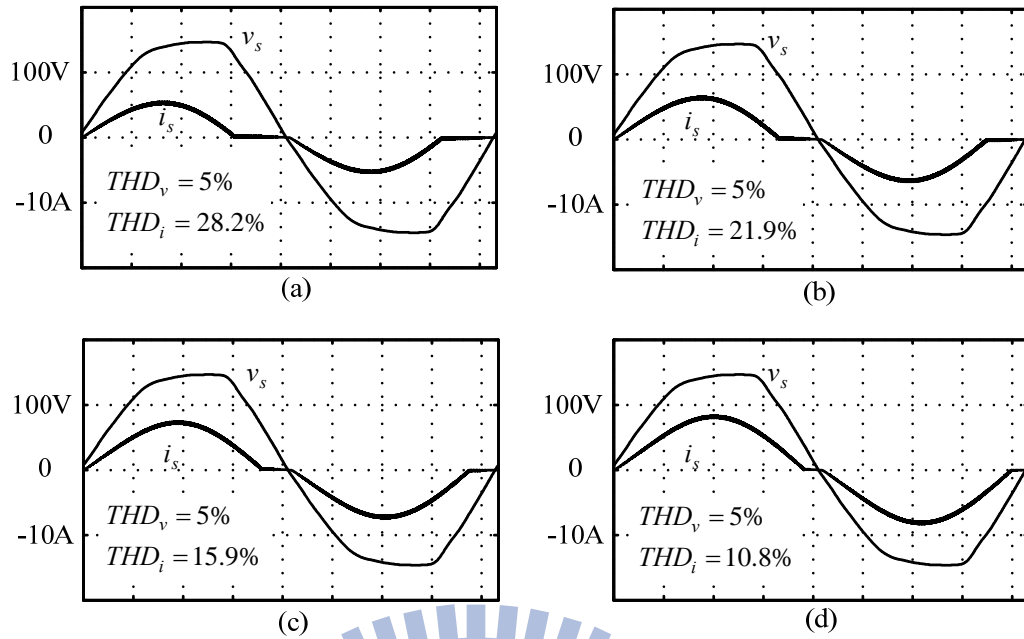 v_s
100V
i_s
0
-10A
THD_v = 5%
THD_i = 28.2%
(a)
v_s
100V
i_s
0
-10A
THD_v = 5%
THD_i = 21.9%
(b)
v_s
100V
i_s
0
-10A
THD_v = 5%
THD_i = 15.9%
(c)
v_s
100V
i_s
0
-10A
THD_v = 5%
THD_i = 10.8%
(d)